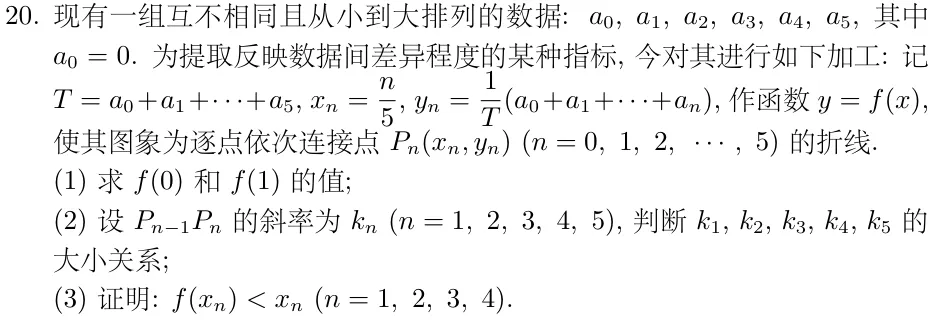 20. 现有一组互不相同且从小到大排列的数据: a₀, a₁, a₂, a₃, a₄, a₅, 其中
a₀ = 0. 为提取反映数据间差异程度的某种指标, 今对其进行如下加工: 记
T = a₀+a₁+···+a₅, xₙ = n/5, yₙ = 1/T(a₀+a₁+···+aₙ), 作函数 y = f(x),
使其图象为逐点依次连接点 Pₙ(xₙ, yₙ) (n = 0, 1, 2, ···, 5) 的折线.
(1) 求 f(0) 和 f(1) 的值;
(2) 设 Pₙ₋₁Pₙ 的斜率为 kₙ (n = 1, 2, 3, 4, 5), 判断 k₁, k₂, k₃, k₄, k₅ 的
大小关系;
(3) 证明: f(xₙ) < xₙ (n = 1, 2, 3, 4).